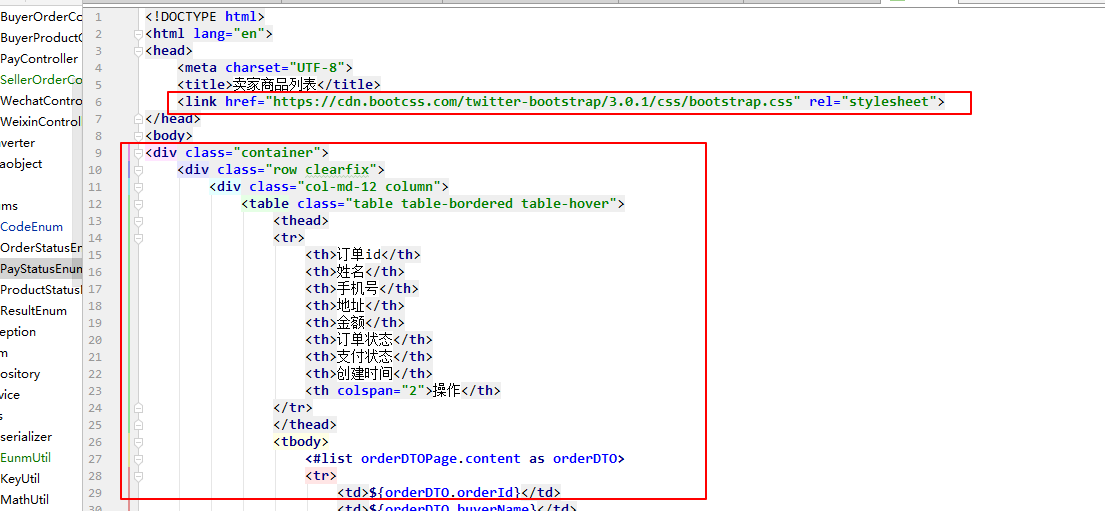 BuyerOrderCo
BuyerProductC
PayController
SellerOrderCo
WechatContro
WeixinControl
verter
aobject
ums
CodeEnum
OrderStatusEn
PayStatusEnum
ProductStatusE
ResultEnum
eption
m
ository
vice
s
serializer
EunmUtil
KeyUtil
MathUtil
1 <!DOCTYPE html>
2 <html lang="en">
3 <head>
4 <meta charset="UTF-8">
5 <title>卖家商品列表</title>
6 <link href="https://cdn.bootcss.com/twitter-bootstrap/3.0.1/css/bootstrap.css" rel="stylesheet">
7 </head>
8 <body>
9 <div class="container">
10 <div class="row clearfix">
11 <div class="col-md-12 column">
12 <table class="table table-bordered table-hover">
13 <thead>
14 <tr>
15 <th>订单id</th>
16 <th>姓名</th>
17 <th>手机号</th>
18 <th>地址</th>
19 <th>金额</th>
20 <th>订单状态</th>
21 <th>支付状态</th>
22 <th>创建时间</th>
23 <th colspan="2">操作</th>
24 </tr>
25 </thead>
26 <tbody>
27 <#list orderDTOPage.content as orderDTO>
28 <tr>
29 <td>${orderDTO.orderId}</td>
30 <td>${orderDTO.buyerName}</td>